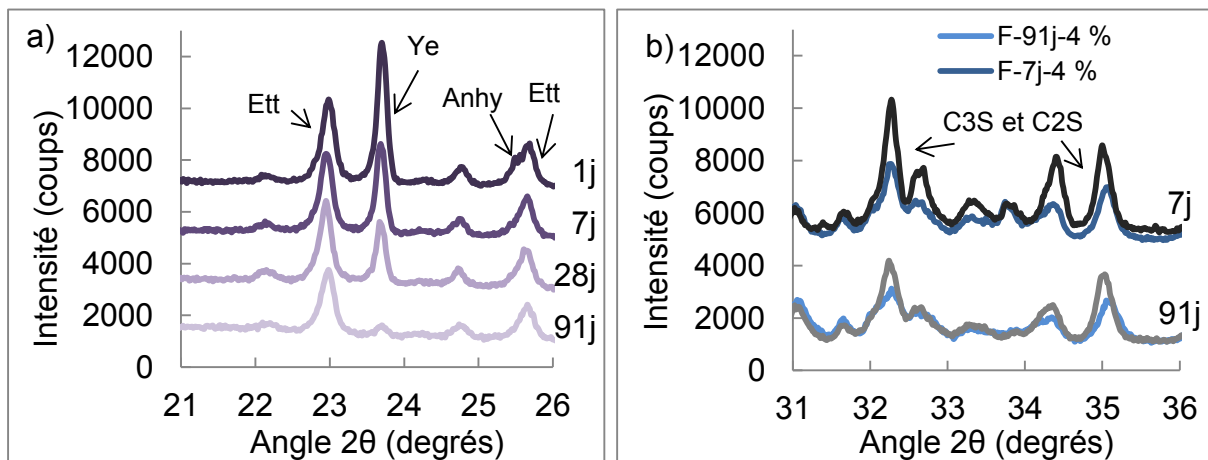 a)
Intensité (coups)
12000
10000
8000
6000
4000
2000
0
Ett
Ye
Anhy
Ett
1j
7j
28j
91j
21 22 23 24 25 26
Angle 2θ (degrés)
b)
Intensité (coups)
12000
10000
8000
6000
4000
2000
0
F-91j-4 %
F-7j-4 %
C3S et C2S
7j
91j
31 32 33 34 35 36
Angle 2θ (degrés)